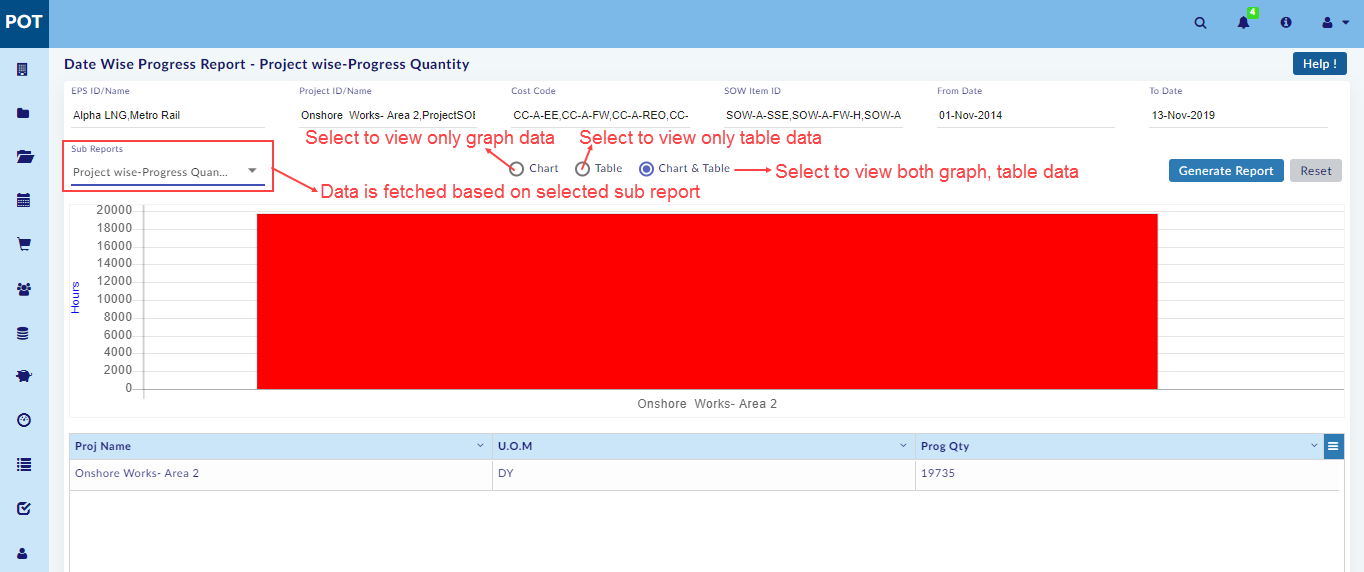 POT
4
Date Wise Progress Report - Project wise-Progress Quantity
Help !
EPS ID/Name
Project ID/Name
Cost Code
SOW Item ID
From Date
To Date
Alpha LNG,Metro Rail
Onshore Works- Area 2,ProjectSOE
CC-A-EE,CC-A-FW,CC-A-REO,CC-
SOW-A-SSE,SOW-A-FW-H,SOW-A
01-Nov-2014
13-Nov-2019
Select to view only graph data
Select to view only table data
Sub Reports
Project wise-Progress Quan...
Chart
Table
Chart & Table
Select to view both graph, table data
Generate Report
Reset
Data is fetched based on selected sub report
20000
18000
16000
14000
12000
10000
8000
6000
4000
2000
0
Hours
Onshore Works- Area 2
Proj Name
U.O.M
Prog Qty
Onshore Works- Area 2
DY
19735